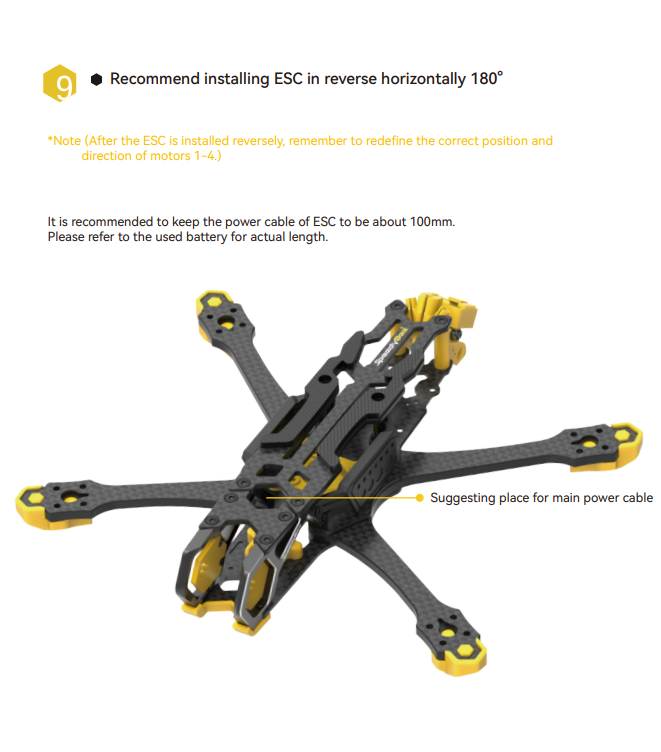 9
Recommend installing ESC in reverse horizontally 180°
*Note (After the ESC is installed reversely, remember to redefine the correct position and
direction of motors 1-4.)
It is recommended to keep the power cable of ESC to be about 100mm.
Please refer to the used battery for actual length.
SpeedyBee
Suggesting place for main power cable